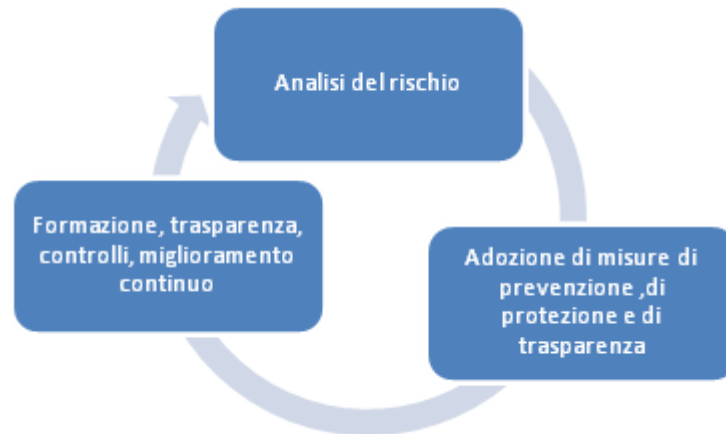 Analisi del rischio
Formazione, trasparenza,
controlli, miglioramento
continuo
Adozione di misure di
prevenzione ,di
protezione e di
trasparenza